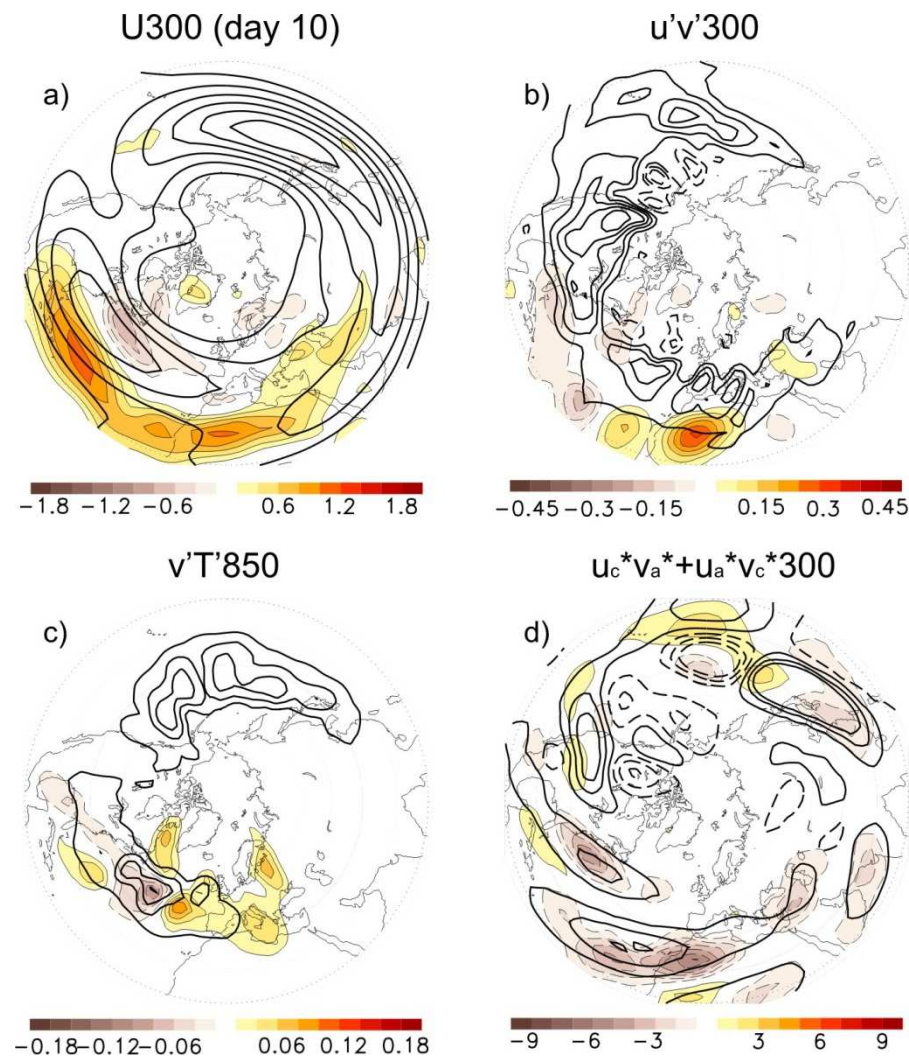 U300 (day 10)
u'v'300
a)
b)
−1.8 −1.2 −0.6 0.6 1.2 1.8
−0.45 −0.3 −0.15 0.15 0.3 0.45
v'T'850
uc*va*+ua*vc*300
c)
d)
−0.18 −0.12 −0.06 0.06 0.12 0.18
−9 −6 −3 3 6 9